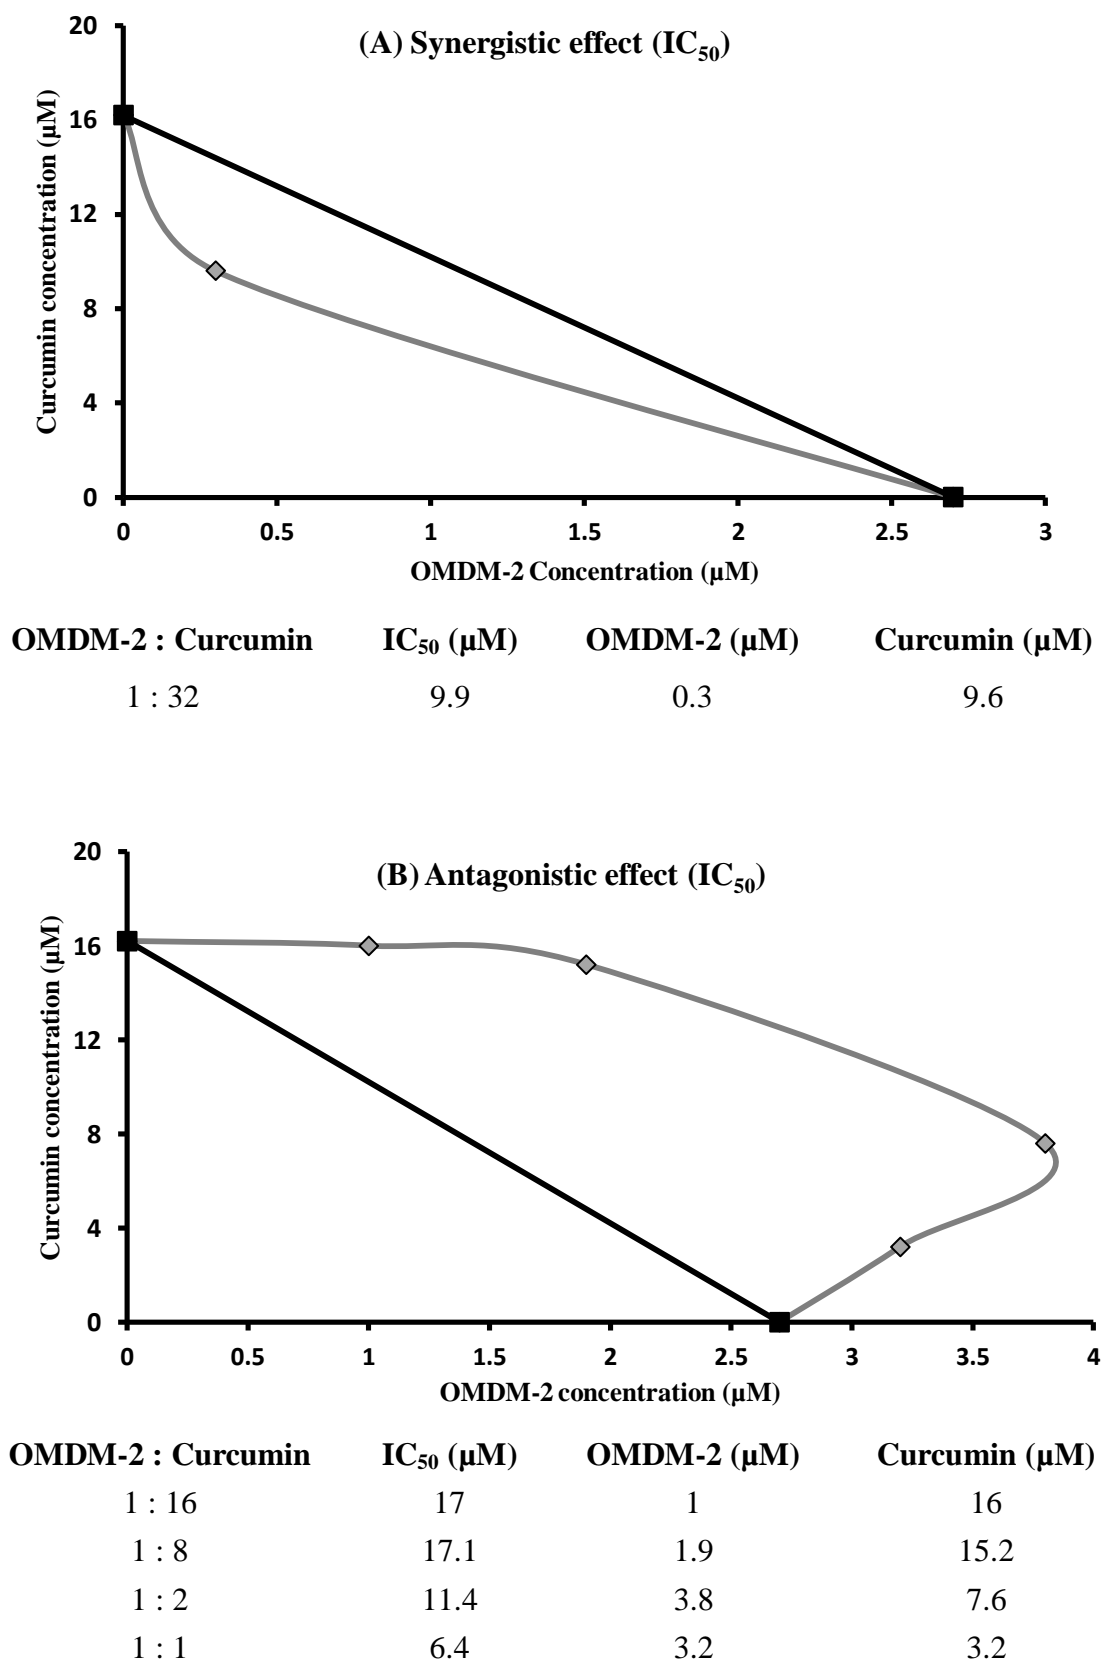 (A) Synergistic effect (IC50)
Curcumin concentration (µM)
20
16
12
8
4
0
0 0.5 1 1.5 2 2.5 3
OMDM-2 Concentration (µM)
OMDM-2 : Curcumin IC50 (µM) OMDM-2 (µM) Curcumin (µM)
1 : 32 9.9 0.3 9.6
(B) Antagonistic effect (IC50)
Curcumin concentration (µM)
20
16
12
8
4
0
0 0.5 1 1.5 2 2.5 3 3.5 4
OMDM-2 concentration (µM)
OMDM-2 : Curcumin IC50 (µM) OMDM-2 (µM) Curcumin (µM)
1 : 16 17 1 16
1 : 8 17.1 1.9 15.2
1 : 2 11.4 3.8 7.6
1 : 1 6.4 3.2 3.2